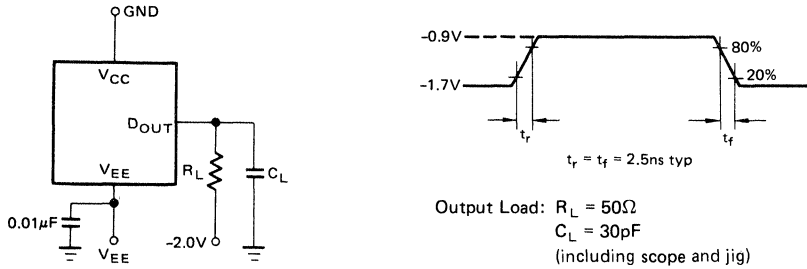 GND
VCC
DOUT
VEE
RL
CL
0.01μF
VEE
−2.0V
−0.9V
−1.7V
80%
20%
tr
tf
tr = tf = 2.5ns typ
Output Load: RL = 50Ω
CL = 30pF
(including scope and jig)